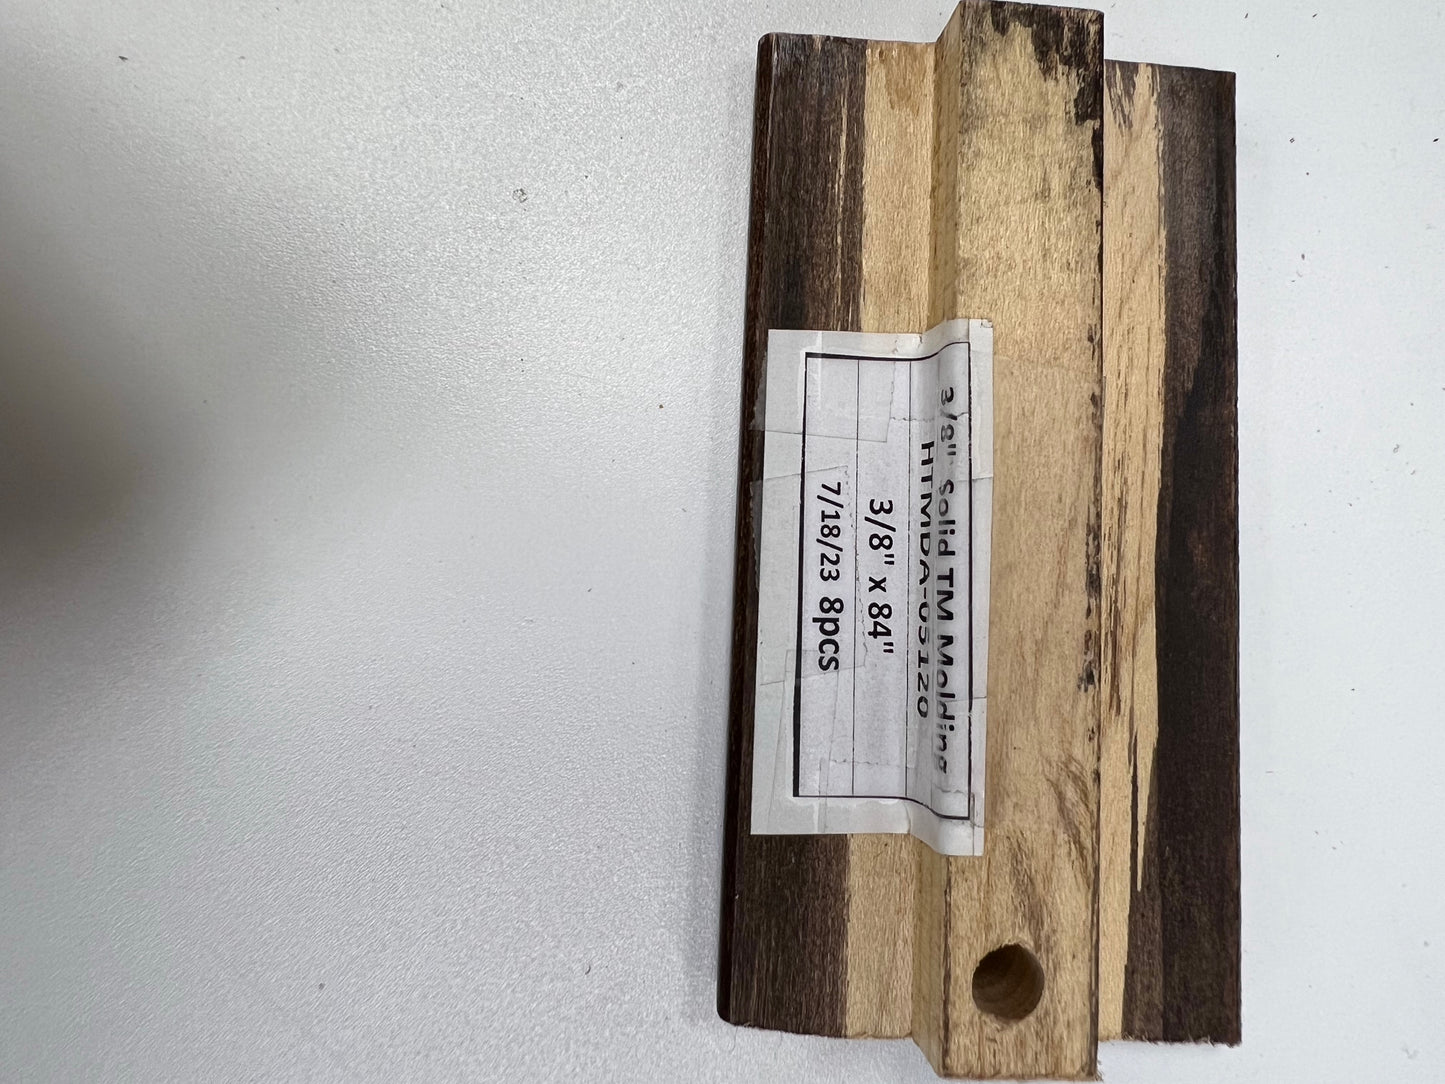 3/8" Solid TM Molding
HTMDA-05120
3/8" x 84"
7/18/23 8pcs